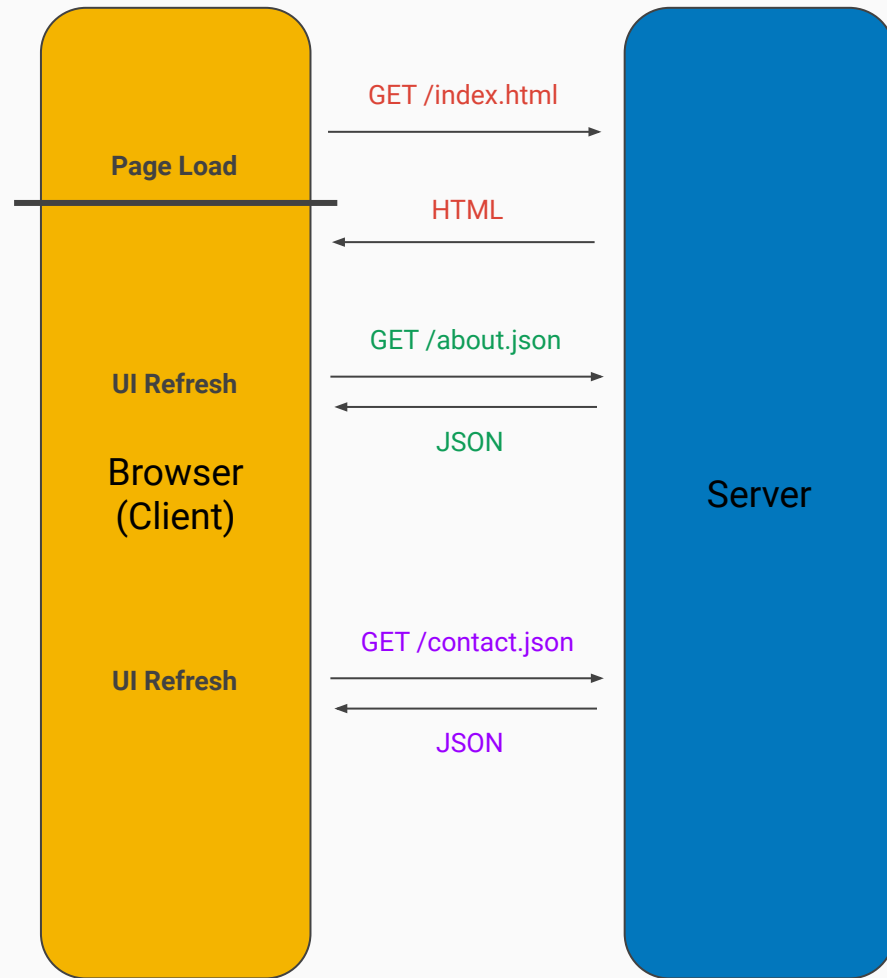 GET /index.html
Page Load
HTML
GET /about.json
UI Refresh
JSON
Browser
(Client)
Server
GET /contact.json
UI Refresh
JSON